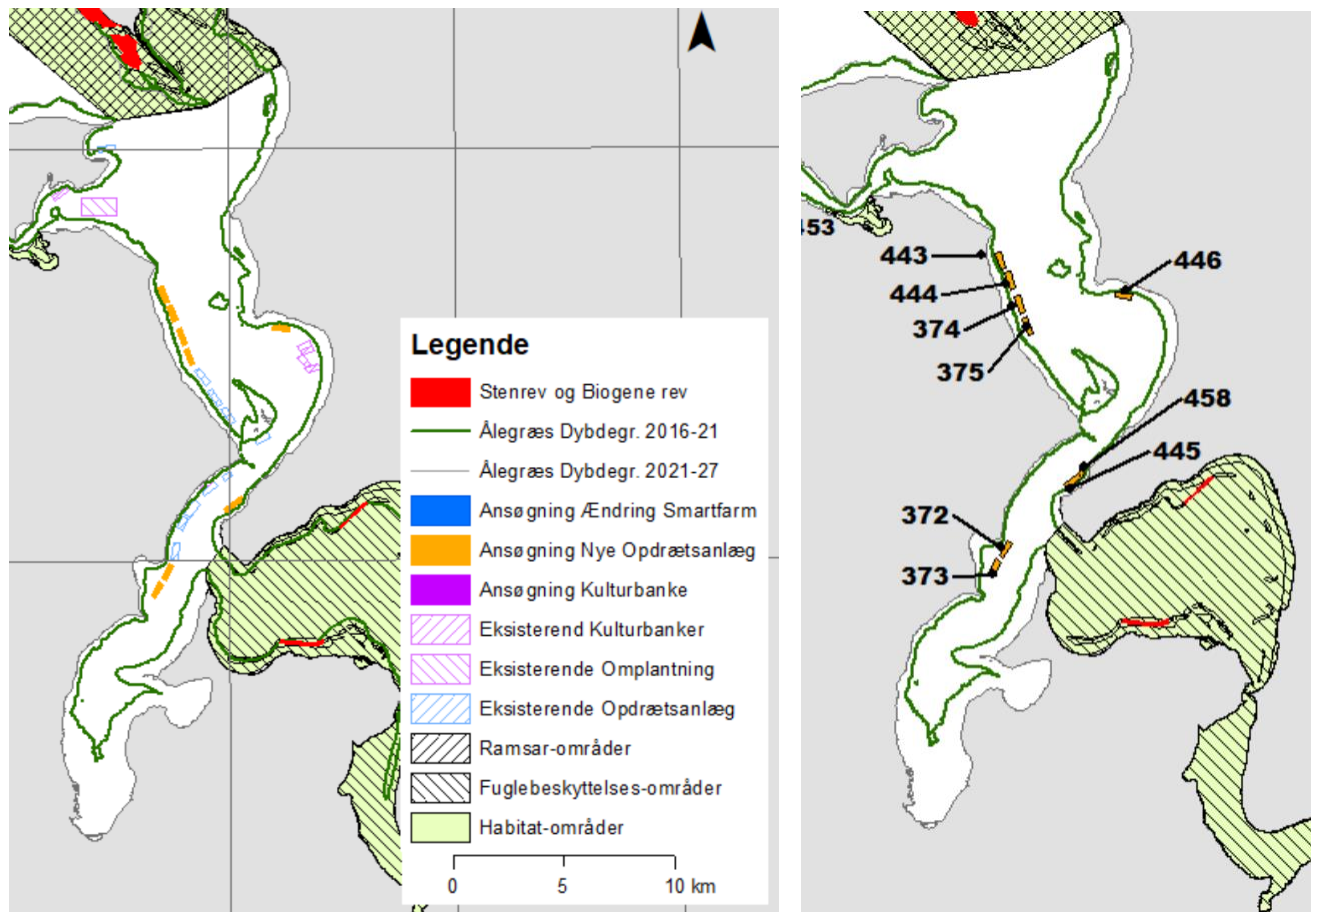 Legende
Stenrev og Biogene rev
Ålegræs Dybdegr. 2016-21
Ålegræs Dybdegr. 2021-27
Ansøgning Ændring Smartfarm
Ansøgning Nye Opdrætsanlæg
Ansøgning Kulturbanke
Eksisterend Kulturbanker
Eksisterende Omplantning
Eksisterende Opdrætsanlæg
Ramsar-områder
Fuglebeskyttelses-områder
Habitat-områder
0 5 10 km
453
443
446
444
374
375
458
445
372
373